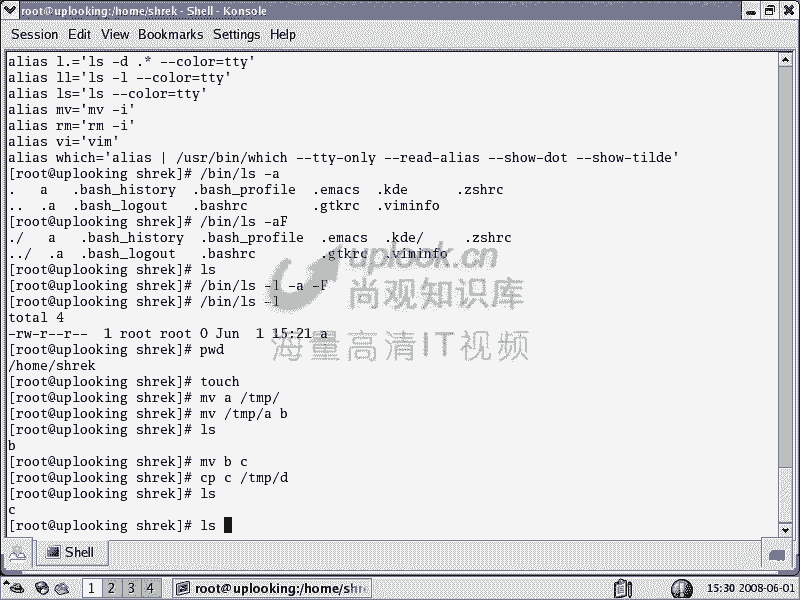 root@uplooking:/home/shrek - Shell - Konsole
Session Edit View Bookmarks Settings Help
alias l.='ls -d .* --color=tty'
alias ll='ls -l --color=tty'
alias ls='ls --color=tty'
alias mv='mv -i'
alias rm='rm -i'
alias vi='vim'
alias which='alias | /usr/bin/which --tty-only --read-alias --show-dot --show-tilde'
[root@uplooking shrek]# /bin/ls -a
. a .bash_history .bash_profile .emacs .kde .zshrc
.. .a .bash_logout .bashrc .gtkrc .viminfo
[root@uplooking shrek]# /bin/ls -aF
./ a .bash_history .bash_profile .emacs .kde/ .zshrc
../ .a .bash_logout .bashrc .gtkrc .viminfo
[root@uplooking shrek]# ls
[root@uplooking shrek]# /bin/ls -l -a -F
[root@uplooking shrek]# /bin/ls -l
total 4
-rw-r--r-- 1 root root 0 Jun 1 15:21 a
[root@uplooking shrek]# pwd
/home/shrek
[root@uplooking shrek]# touch
[root@uplooking shrek]# mv a /tmp/
[root@uplooking shrek]# mv /tmp/a b
[root@uplooking shrek]# ls
b
[root@uplooking shrek]# mv b c
[root@uplooking shrek]# cp c /tmp/d
[root@uplooking shrek]# ls
c
[root@uplooking shrek]# ls
uplook.cn
尚观知识库
海量高清IT视频
Shell
1 2 3 4 root@uplooking:/home/shre 15:30 2008-06-01